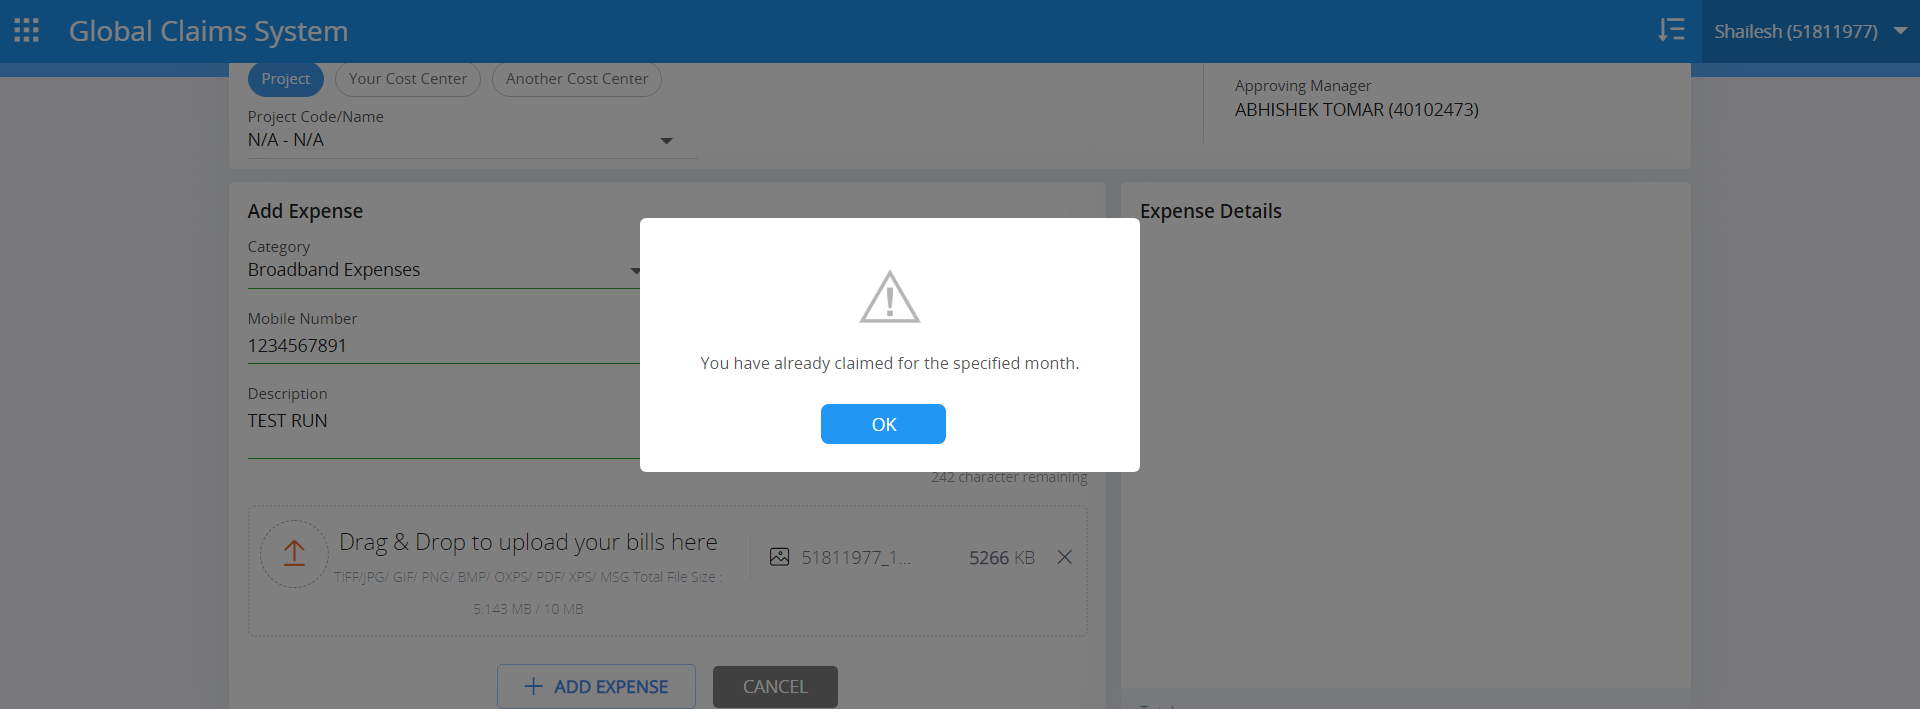 Global Claims System
Shailesh (51811977)
Project
Your Cost Center
Another Cost Center
Project Code/Name
N/A - N/A
Approving Manager
ABHISHEK TOMAR (40102473)
Add Expense
Category
Broadband Expenses
Mobile Number
1234567891
Description
TEST RUN
242 character remaining
Expense Details
You have already claimed for the specified month.
OK
Drag & Drop to upload your bills here
TIFF/JPG/ GIF/ PNG/ BMP/ OXPS/ PDF/ XPS/ MSG Total File Size :
5.143 MB / 10 MB
51811977_1...
5266 KB
ADD EXPENSE
CANCEL